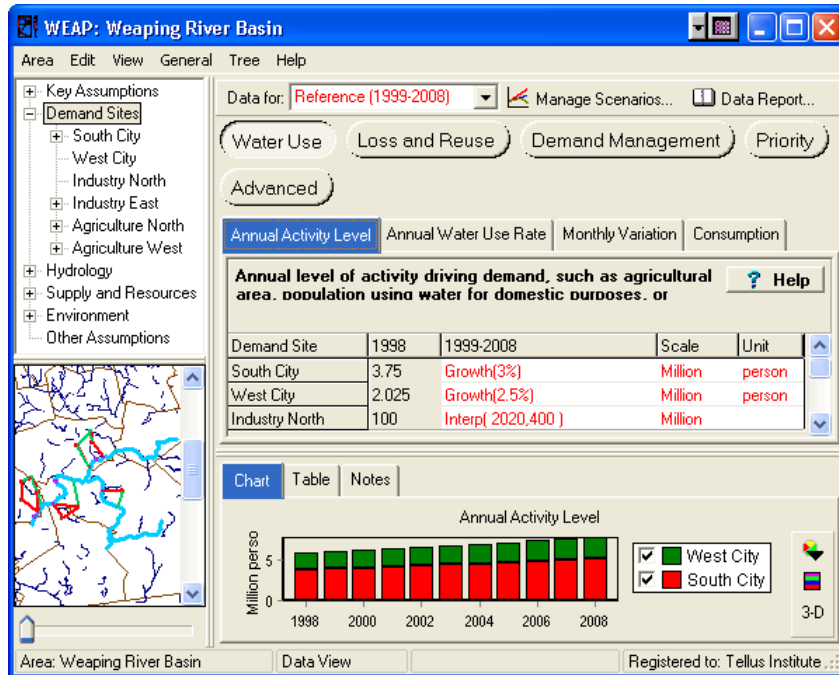 WEAP: Weaping River Basin
Area Edit View General Tree Help
Key Assumptions
Demand Sites
South City
West City
Industry North
Industry East
Agriculture North
Agriculture West
Hydrology
Supply and Resources
Environment
Other Assumptions
Data for: Reference (1999-2008) Manage Scenarios... Data Report...
Water Use Loss and Reuse Demand Management Priority
Advanced
Annual Activity Level Annual Water Use Rate Monthly Variation Consumption
Annual level of activity driving demand, such as agricultural
area, population using water for domestic purposes, or
? Help
Demand Site 1998 1999-2008 Scale Unit
South City 3.75 Growth(3%) Million person
West City 2.025 Growth(2.5%) Million person
Industry North 100 Interp( 2020,400 ) Million
Chart Table Notes
Annual Activity Level
Million perso
5
0
1998 2000 2002 2004 2006 2008
West City
South City
3-D
Area: Weaping River Basin Data View Registered to: Tellus Institute